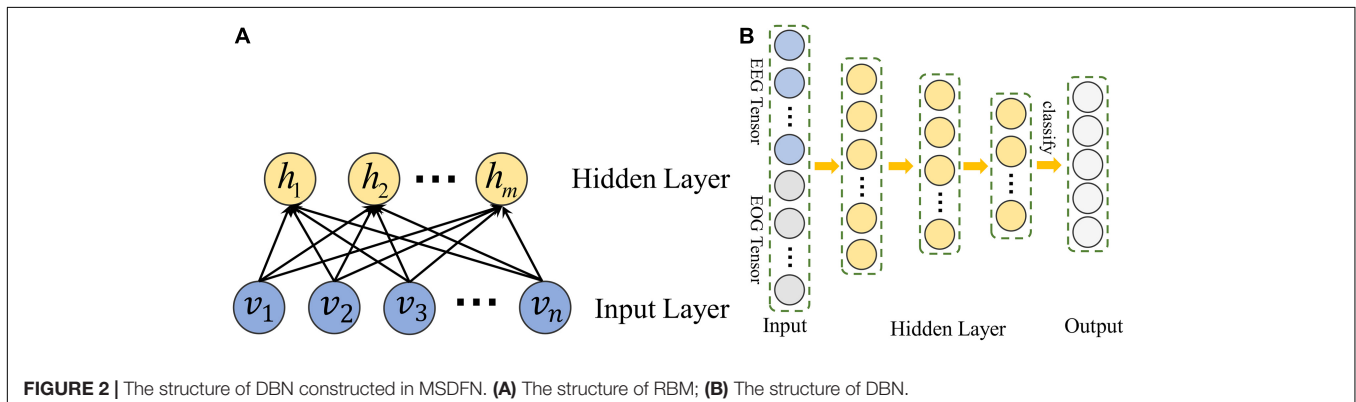 A
h1 h2 ··· hm Hidden Layer
v1 v2 v3 ··· vn Input Layer
B
EEG Tensor
EOG Tensor
classify
Input Hidden Layer Output
FIGURE 2 | The structure of DBN constructed in MSDFN. (A) The structure of RBM; (B) The structure of DBN.